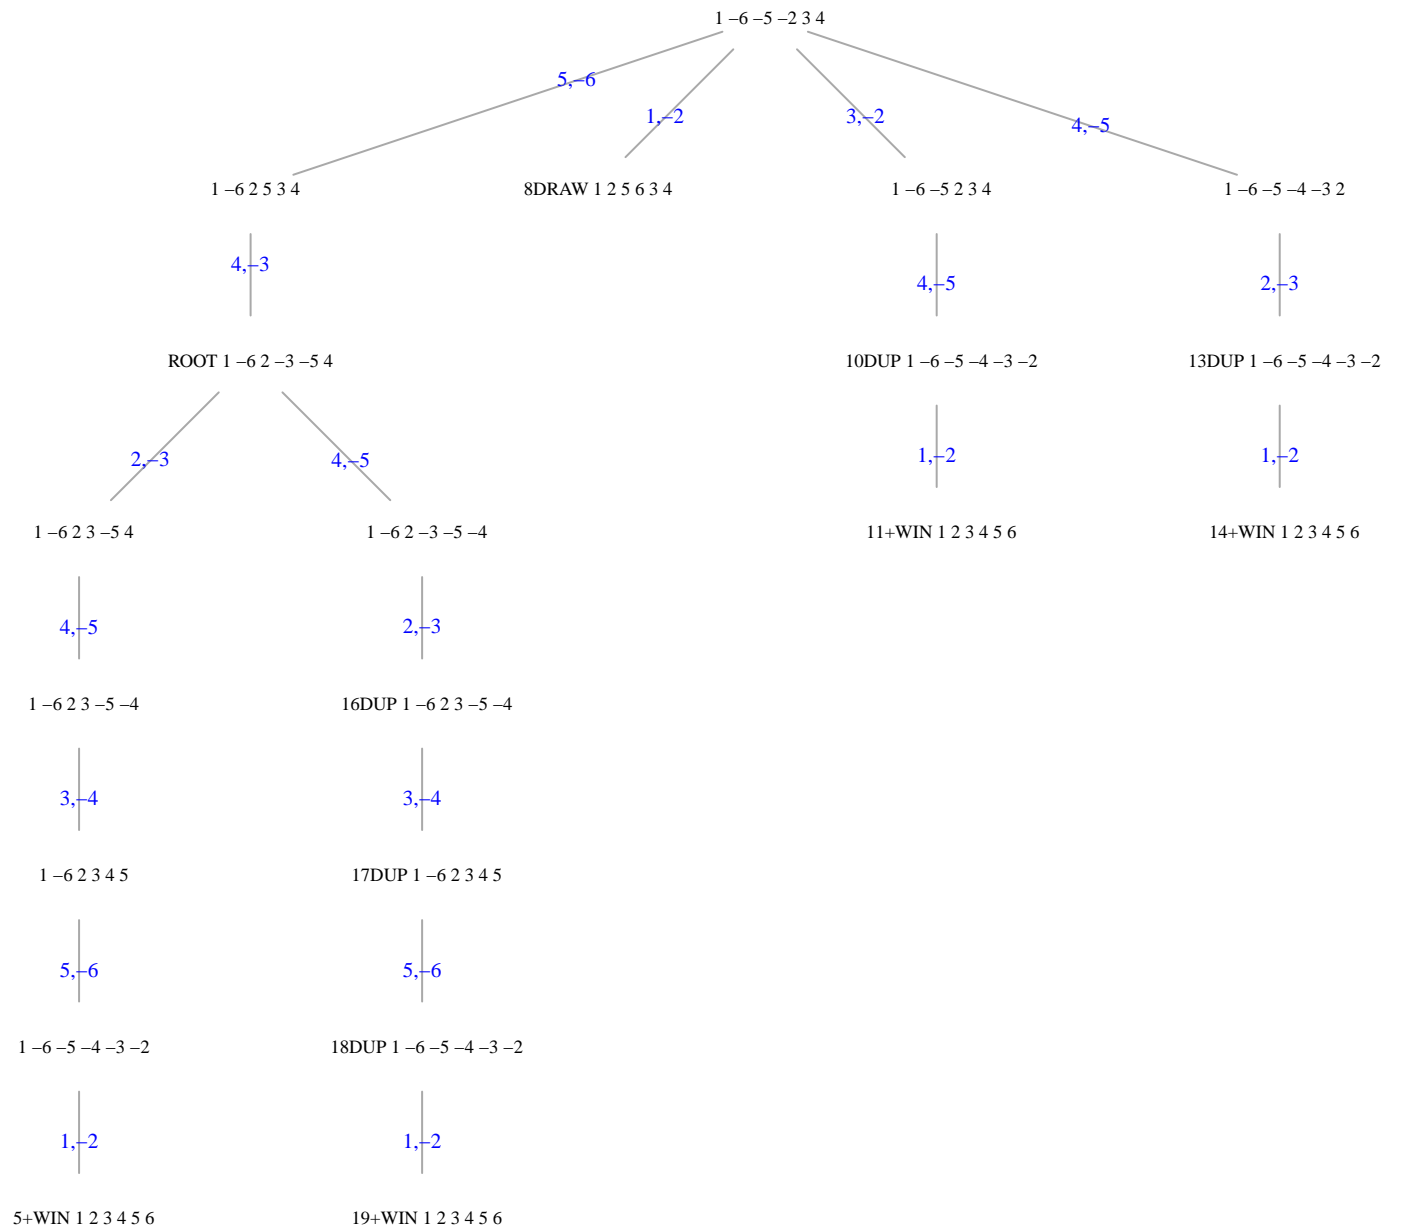 1 –6 –5 –2 3 4
5,–6
1,–2
3,–2
4,–5
1 –6 2 5 3 4
8DRAW 1 2 5 6 3 4
1 –6 –5 2 3 4
1 –6 –5 –4 –3 2
4,–3
4,–5
2,–3
ROOT 1 –6 2 –3 –5 4
10DUP 1 –6 –5 –4 –3 –2
13DUP 1 –6 –5 –4 –3 –2
2,–3
4,–5
1,–2
1,–2
1 –6 2 3 –5 4
1 –6 2 –3 –5 –4
11+WIN 1 2 3 4 5 6
14+WIN 1 2 3 4 5 6
4,–5
2,–3
1 –6 2 3 –5 –4
16DUP 1 –6 2 3 –5 –4
3,–4
3,–4
1 –6 2 3 4 5
17DUP 1 –6 2 3 4 5
5,–6
5,–6
1 –6 –5 –4 –3 –2
18DUP 1 –6 –5 –4 –3 –2
1,–2
1,–2
5+WIN 1 2 3 4 5 6
19+WIN 1 2 3 4 5 6